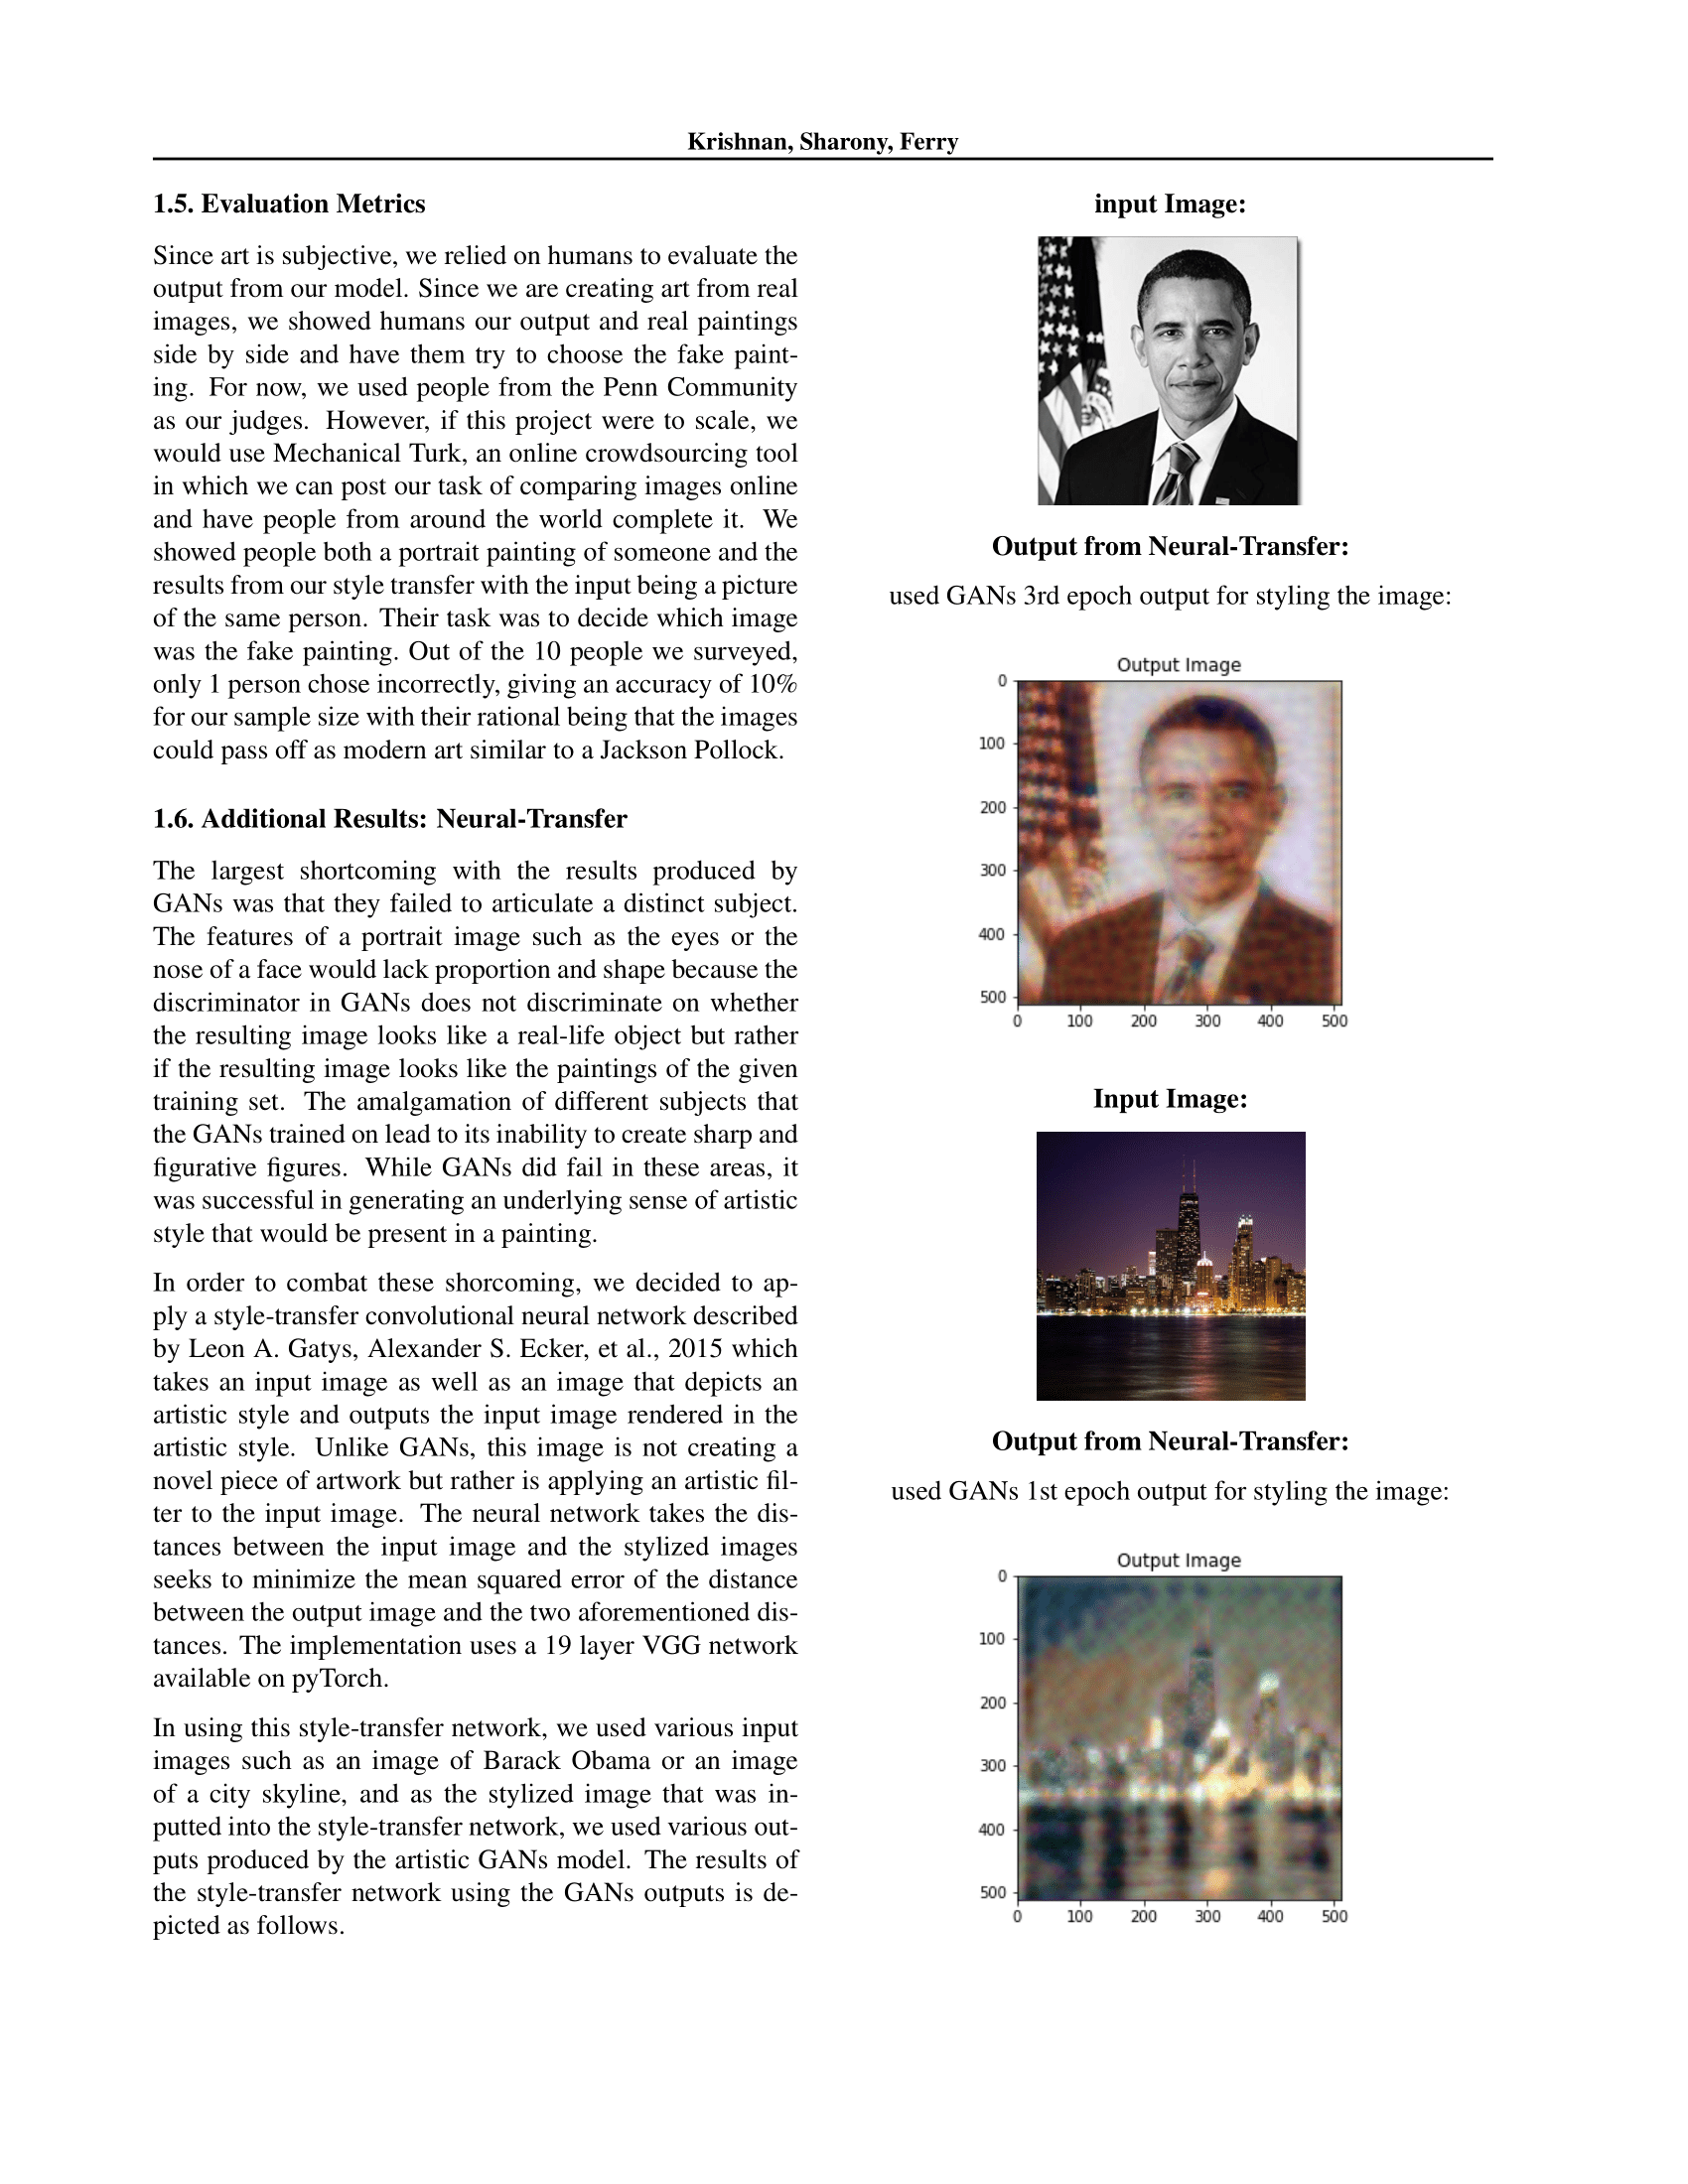 Krishnan, Sharony, Ferry
1.5. Evaluation Metrics
Since art is subjective, we relied on humans to evaluate the
output from our model. Since we are creating art from real
images, we showed humans our output and real paintings
side by side and have them try to choose the fake paint-
ing. For now, we used people from the Penn Community
as our judges. However, if this project were to scale, we
would use Mechanical Turk, an online crowdsourcing tool
in which we can post our task of comparing images online
and have people from around the world complete it. We
showed people both a portrait painting of someone and the
results from our style transfer with the input being a picture
of the same person. Their task was to decide which image
was the fake painting. Out of the 10 people we surveyed,
only 1 person chose incorrectly, giving an accuracy of 10%
for our sample size with their rational being that the images
could pass off as modern art similar to a Jackson Pollock.
1.6. Additional Results: Neural-Transfer
The largest shortcoming with the results produced by
GANs was that they failed to articulate a distinct subject.
The features of a portrait image such as the eyes or the
nose of a face would lack proportion and shape because the
discriminator in GANs does not discriminate on whether
the resulting image looks like a real-life object but rather
if the resulting image looks like the paintings of the given
training set. The amalgamation of different subjects that
the GANs trained on lead to its inability to create sharp and
figurative figures. While GANs did fail in these areas, it
was successful in generating an underlying sense of artistic
style that would be present in a painting.
In order to combat these shorcoming, we decided to ap-
ply a style-transfer convolutional neural network described
by Leon A. Gatys, Alexander S. Ecker, et al., 2015 which
takes an input image as well as an image that depicts an
artistic style and outputs the input image rendered in the
artistic style. Unlike GANs, this image is not creating a
novel piece of artwork but rather is applying an artistic fil-
ter to the input image. The neural network takes the dis-
tances between the input image and the stylized images
seeks to minimize the mean squared error of the distance
between the output image and the two aforementioned dis-
tances. The implementation uses a 19 layer VGG network
available on pyTorch.
In using this style-transfer network, we used various input
images such as an image of Barack Obama or an image
of a city skyline, and as the stylized image that was in-
putted into the style-transfer network, we used various out-
puts produced by the artistic GANs model. The results of
the style-transfer network using the GANs outputs is de-
picted as follows.
input Image:
Output from Neural-Transfer:
used GANs 3rd epoch output for styling the image:
Output Image
0
100
200
300
400
500
0 100 200 300 400 500
Input Image:
Output from Neural-Transfer:
used GANs 1st epoch output for styling the image:
Output Image
0
100
200
300
400
500
0 100 200 300 400 500